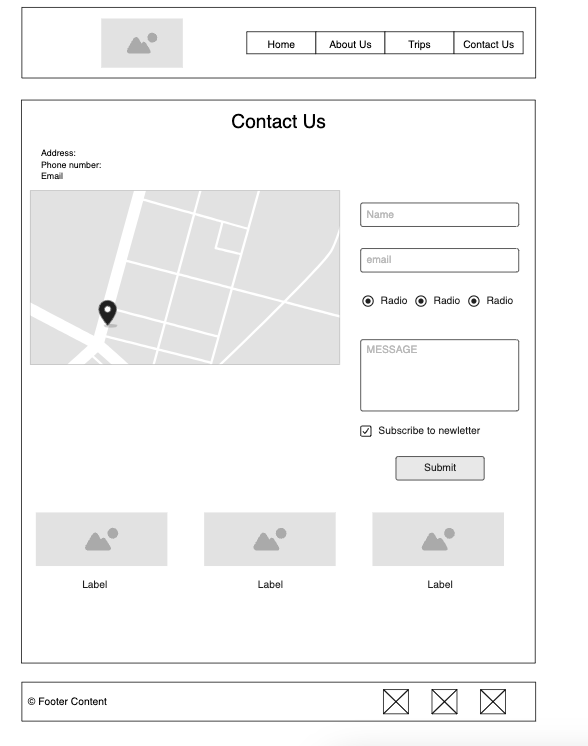 Home About Us Trips Contact Us
Contact Us
Address:
Phone number:
Email
Name
email
Radio Radio Radio
MESSAGE
Subscribe to newletter
Submit
Label Label Label
© Footer Content